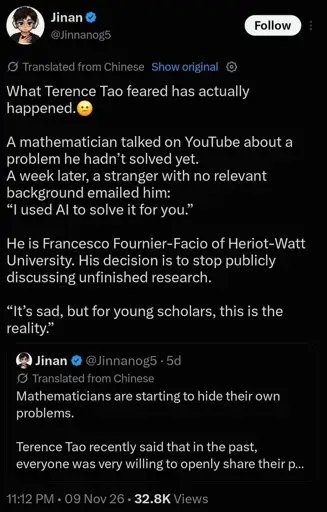 Jinan
@Jinnanog5
Follow
Translated from Chinese Show original
What Terence Tao feared has actually
happened.🙁
A mathematician talked on YouTube about a
problem he hadn't solved yet.
A week later, a stranger with no relevant
background emailed him:
“I used AI to solve it for you.”
He is Francesco Fournier-Facio of Heriot-Watt
University. His decision is to stop publicly
discussing unfinished research.
“It’s sad, but for young scholars, this is the
reality.”
Jinan @Jinnanog5 · 5d
Translated from Chinese
Mathematicians are starting to hide their own
problems.
Terence Tao recently said that in the past,
everyone was very willing to openly share their p...
11:12 PM • 09 Nov 26 • 32.8K Views